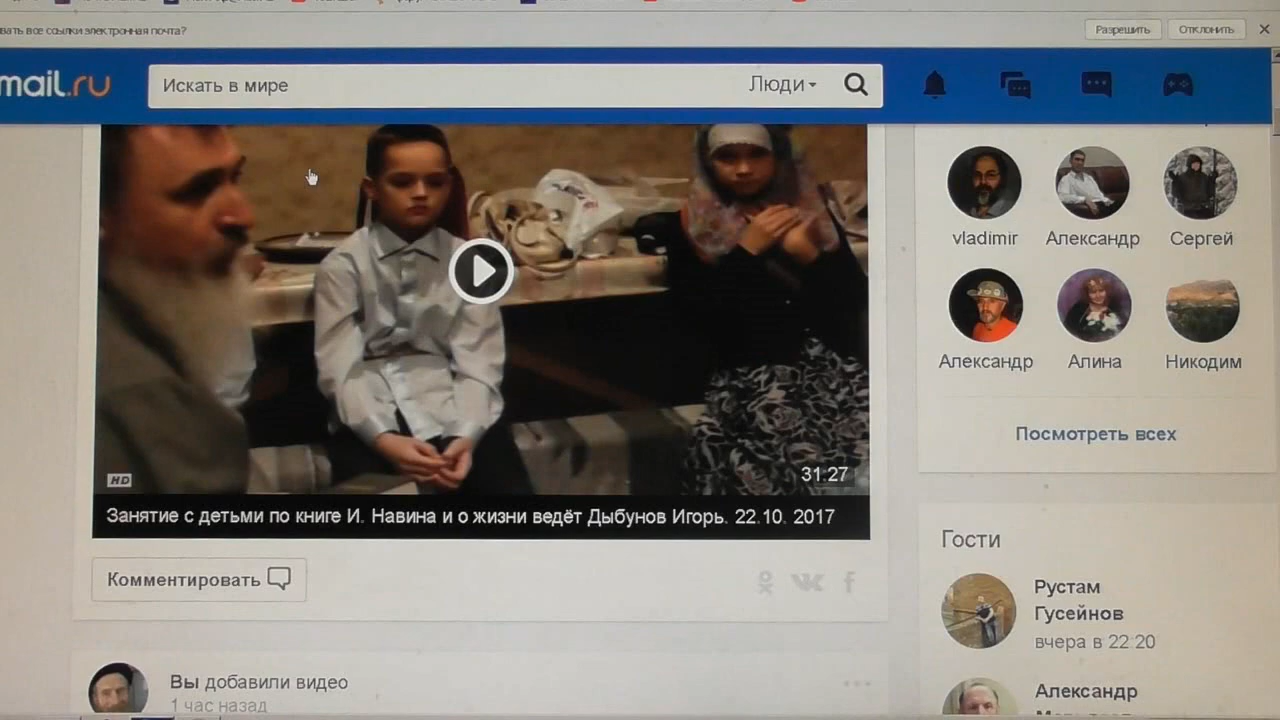 вать все ссылки электронная почта?
Разрешить
Отклонить
mail.ru
Искать в мире
Люди
vladimir
Александр
Сергей
Александр
Алина
Никодим
Посмотреть всех
HD
31:27
Занятие с детьми по книге И. Навина и о жизни ведёт Дыбунов Игорь. 22.10. 2017
Комментировать
Гости
Рустам
Гусейнов
вчера в 22:20
Вы добавили видео
1 час назад
Александр